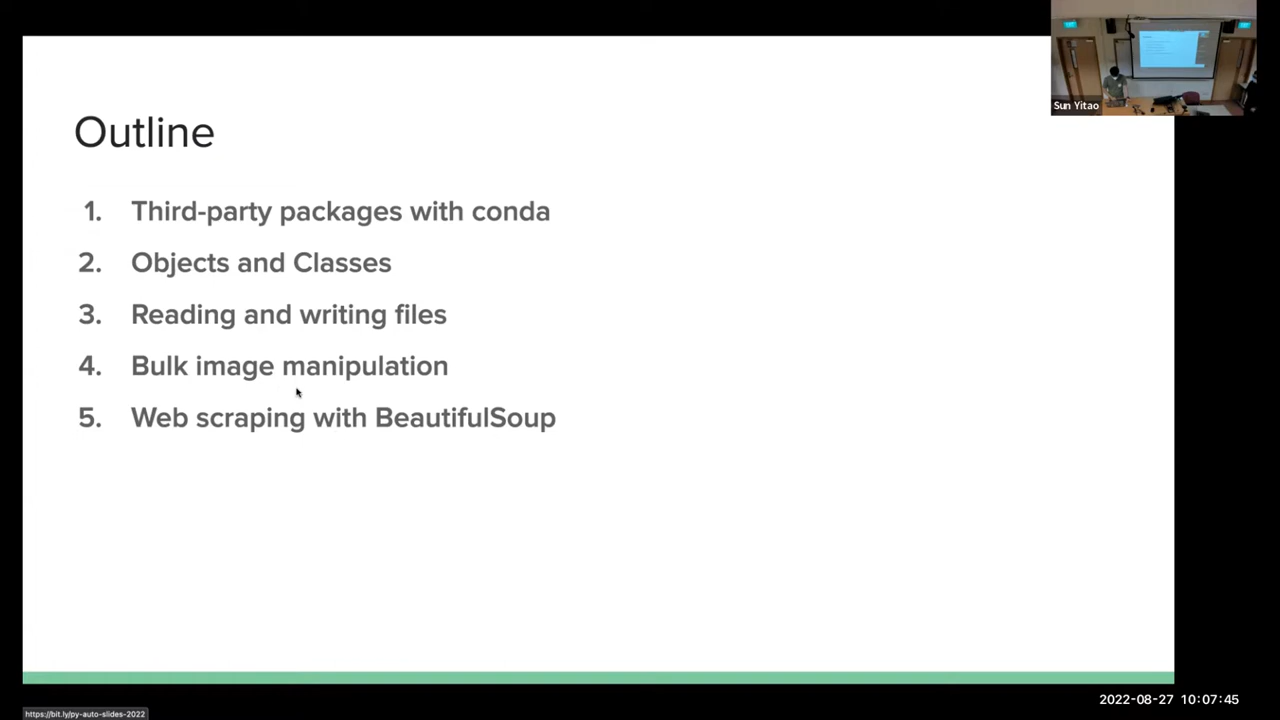 Outline
1. Third-party packages with conda
2. Objects and Classes
3. Reading and writing files
4. Bulk image manipulation
5. Web scraping with BeautifulSoup
Sun Yitao
2022-08-27 10:07:45
https://bit.ly/py-auto-slides-2022